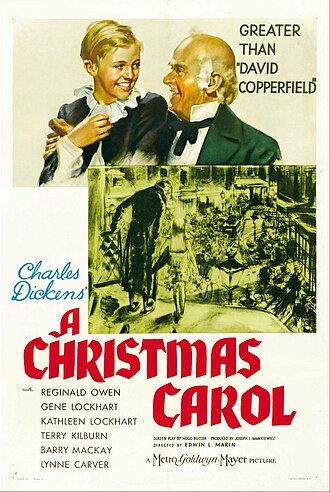 GREATER
THAN
"DAVID
COPPERFIELD"
Charles
Dickens'
A
CHRISTMAS
CAROL
with
REGINALD OWEN
GENE LOCKHART
KATHLEEN LOCKHART
TERRY KILBURN
BARRY MACKAY
LYNNE CARVER
SCREEN PLAY BY HUGO BUTLER · PRODUCED BY JOSEPH L. MANKIEWICZ
DIRECTED BY EDWIN L. MARIN
A Metro-Goldwyn-Mayer PICTURE